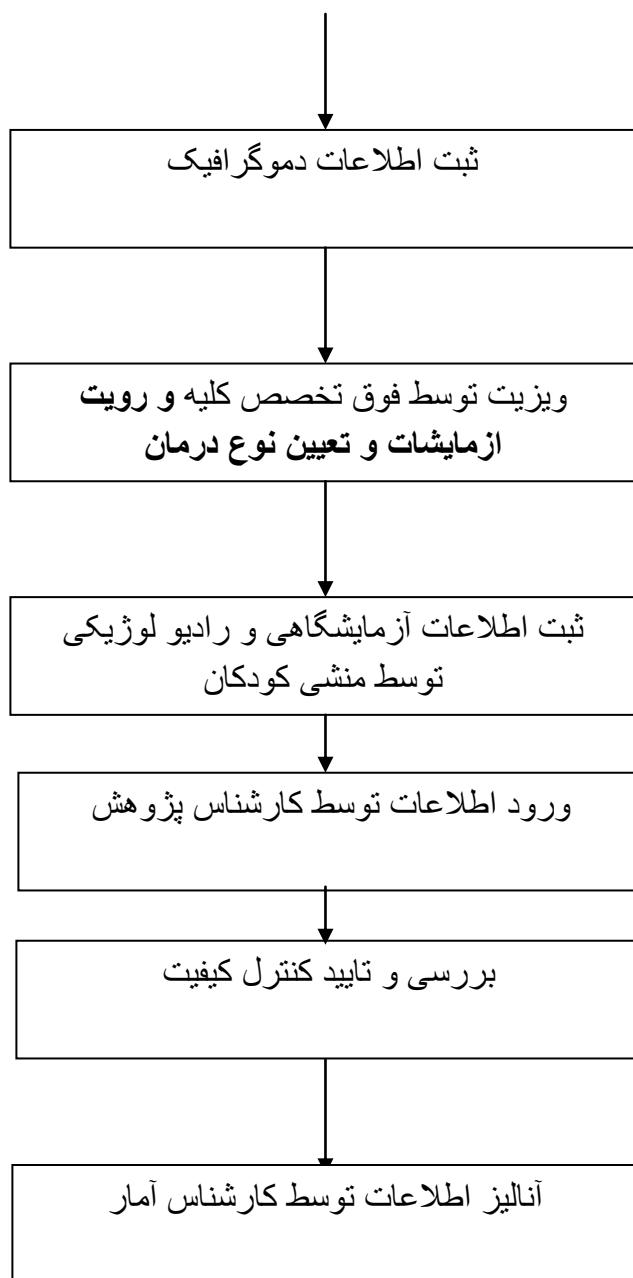 ثبت اطلاعات دموگرافیک
ویزیت توسط فوق تخصص کلیه و رویت
ازمایشات و تعیین نوع درمان
ثبت اطلاعات آزمایشگاهی و رادیو لوژیکی
توسط منشی کودکان
ورود اطلاعات توسط کارشناس پژوهش
بررسی و تایید کنترل کیفیت
آنالیز اطلاعات توسط کارشناس آمار